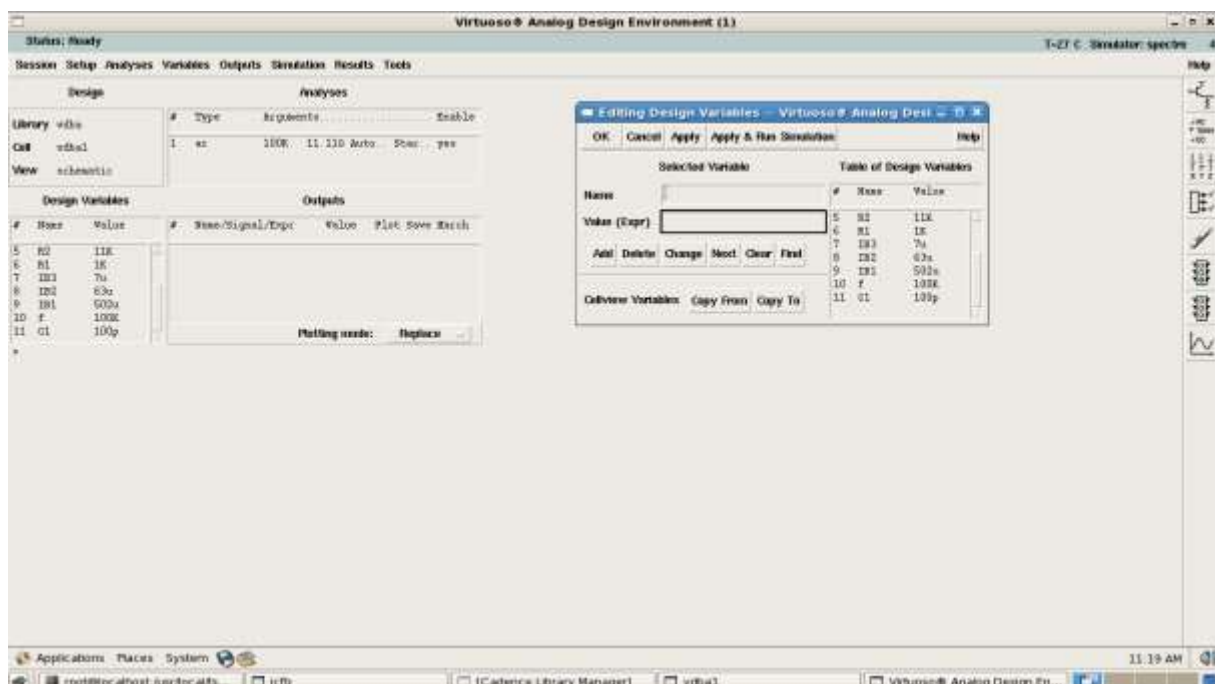 Virtuoso® Analog Design Environment (1)
Status: Ready
T=27 C Simulator: spectre 4
Session Setup Analyses Variables Outputs Simulation Results Tools
Help
Design
Analyses
Library vdba
Cell vdba1
View schematic
# Type Arguments Enable
1 ac 100K Auto Star yes
Design Variables
Outputs
# Name Value
# Name/Signal/Expr Value Plot Save March
5 R2 11K
6 R1 1K
7 IB3 7u
8 IB2 63u
9 IB1 502u
10 f 100K
11 C1 100p
Plotting mode: Replace
>
Editing Design Variables -- Virtuoso® Analog Desi
OK Cancel Apply Apply & Run Simulation
Help
Selected Variable
Table of Design Variables
Name
Value (Expr)
# Name Value
5 R2 11K
6 R1 1K
7 IB3 7u
8 IB2 63u
9 IB1 502u
10 f 100K
11 C1 100p
Add Delete Change Next Clear Find
Cellview Variables Copy From Copy To
Applications Places System
11:19 AM
icfb
[Cadence Library Manager]
vdba1
Virtuoso® Analog Design En